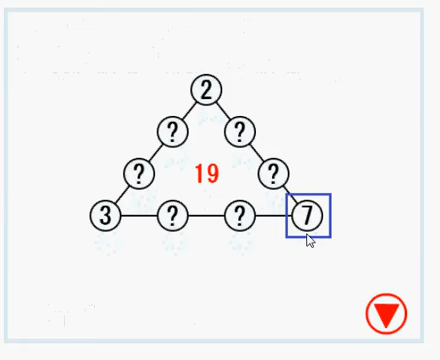 2
? ?
? 19 ?
3 ? ? 7